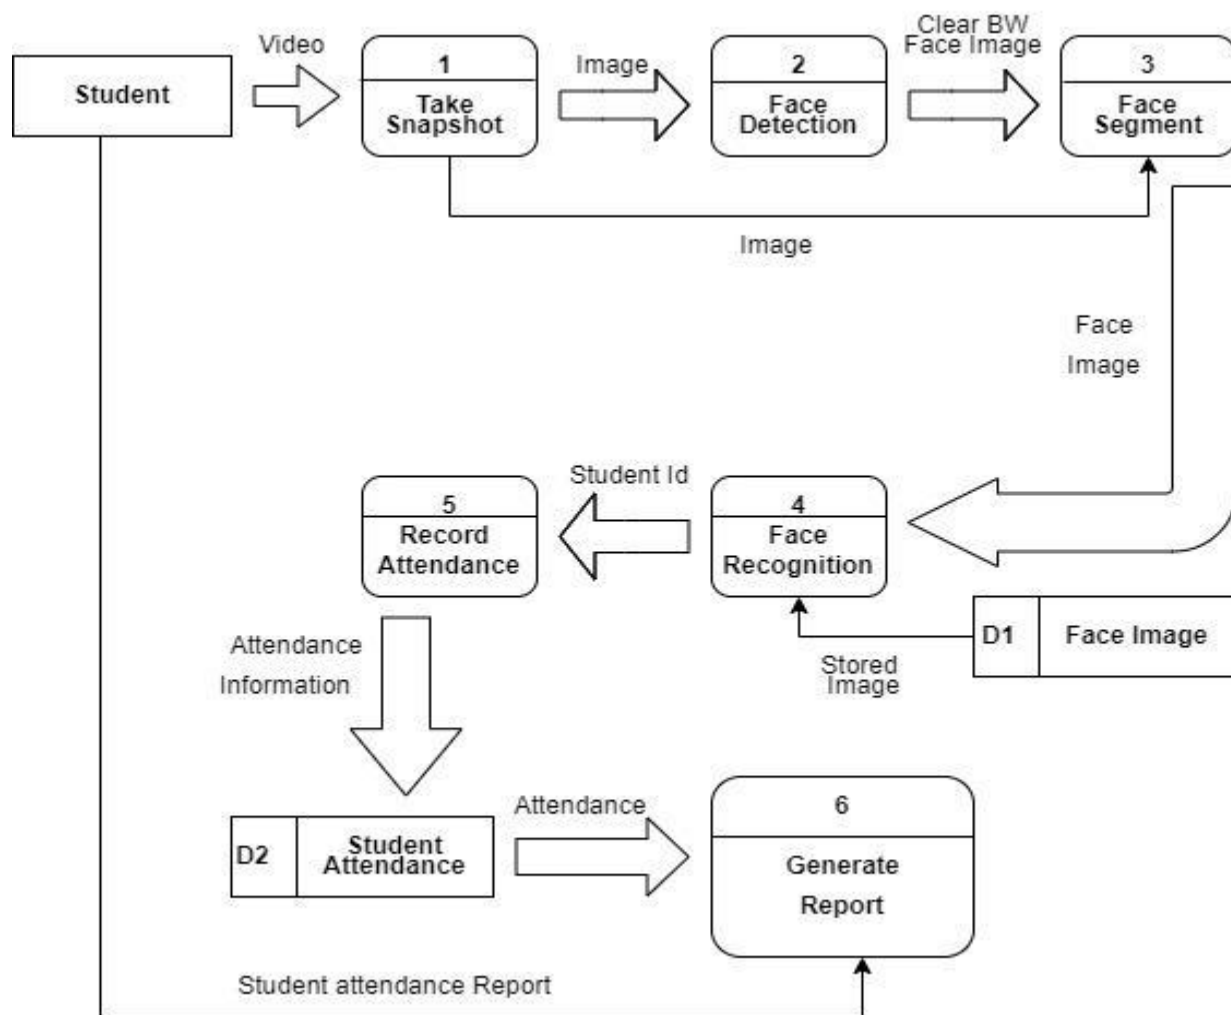 Video
Student
1
Take
Snapshot
Image
2
Face
Detection
Clear BW
Face Image
3
Face
Segment
Image
Face
Image
Student Id
5
Record
Attendance
4
Face
Recognition
D1
Face Image
Stored
Image
Attendance
Information
D2
Student
Attendance
Attendance
6
Generate
Report
Student attendance Report